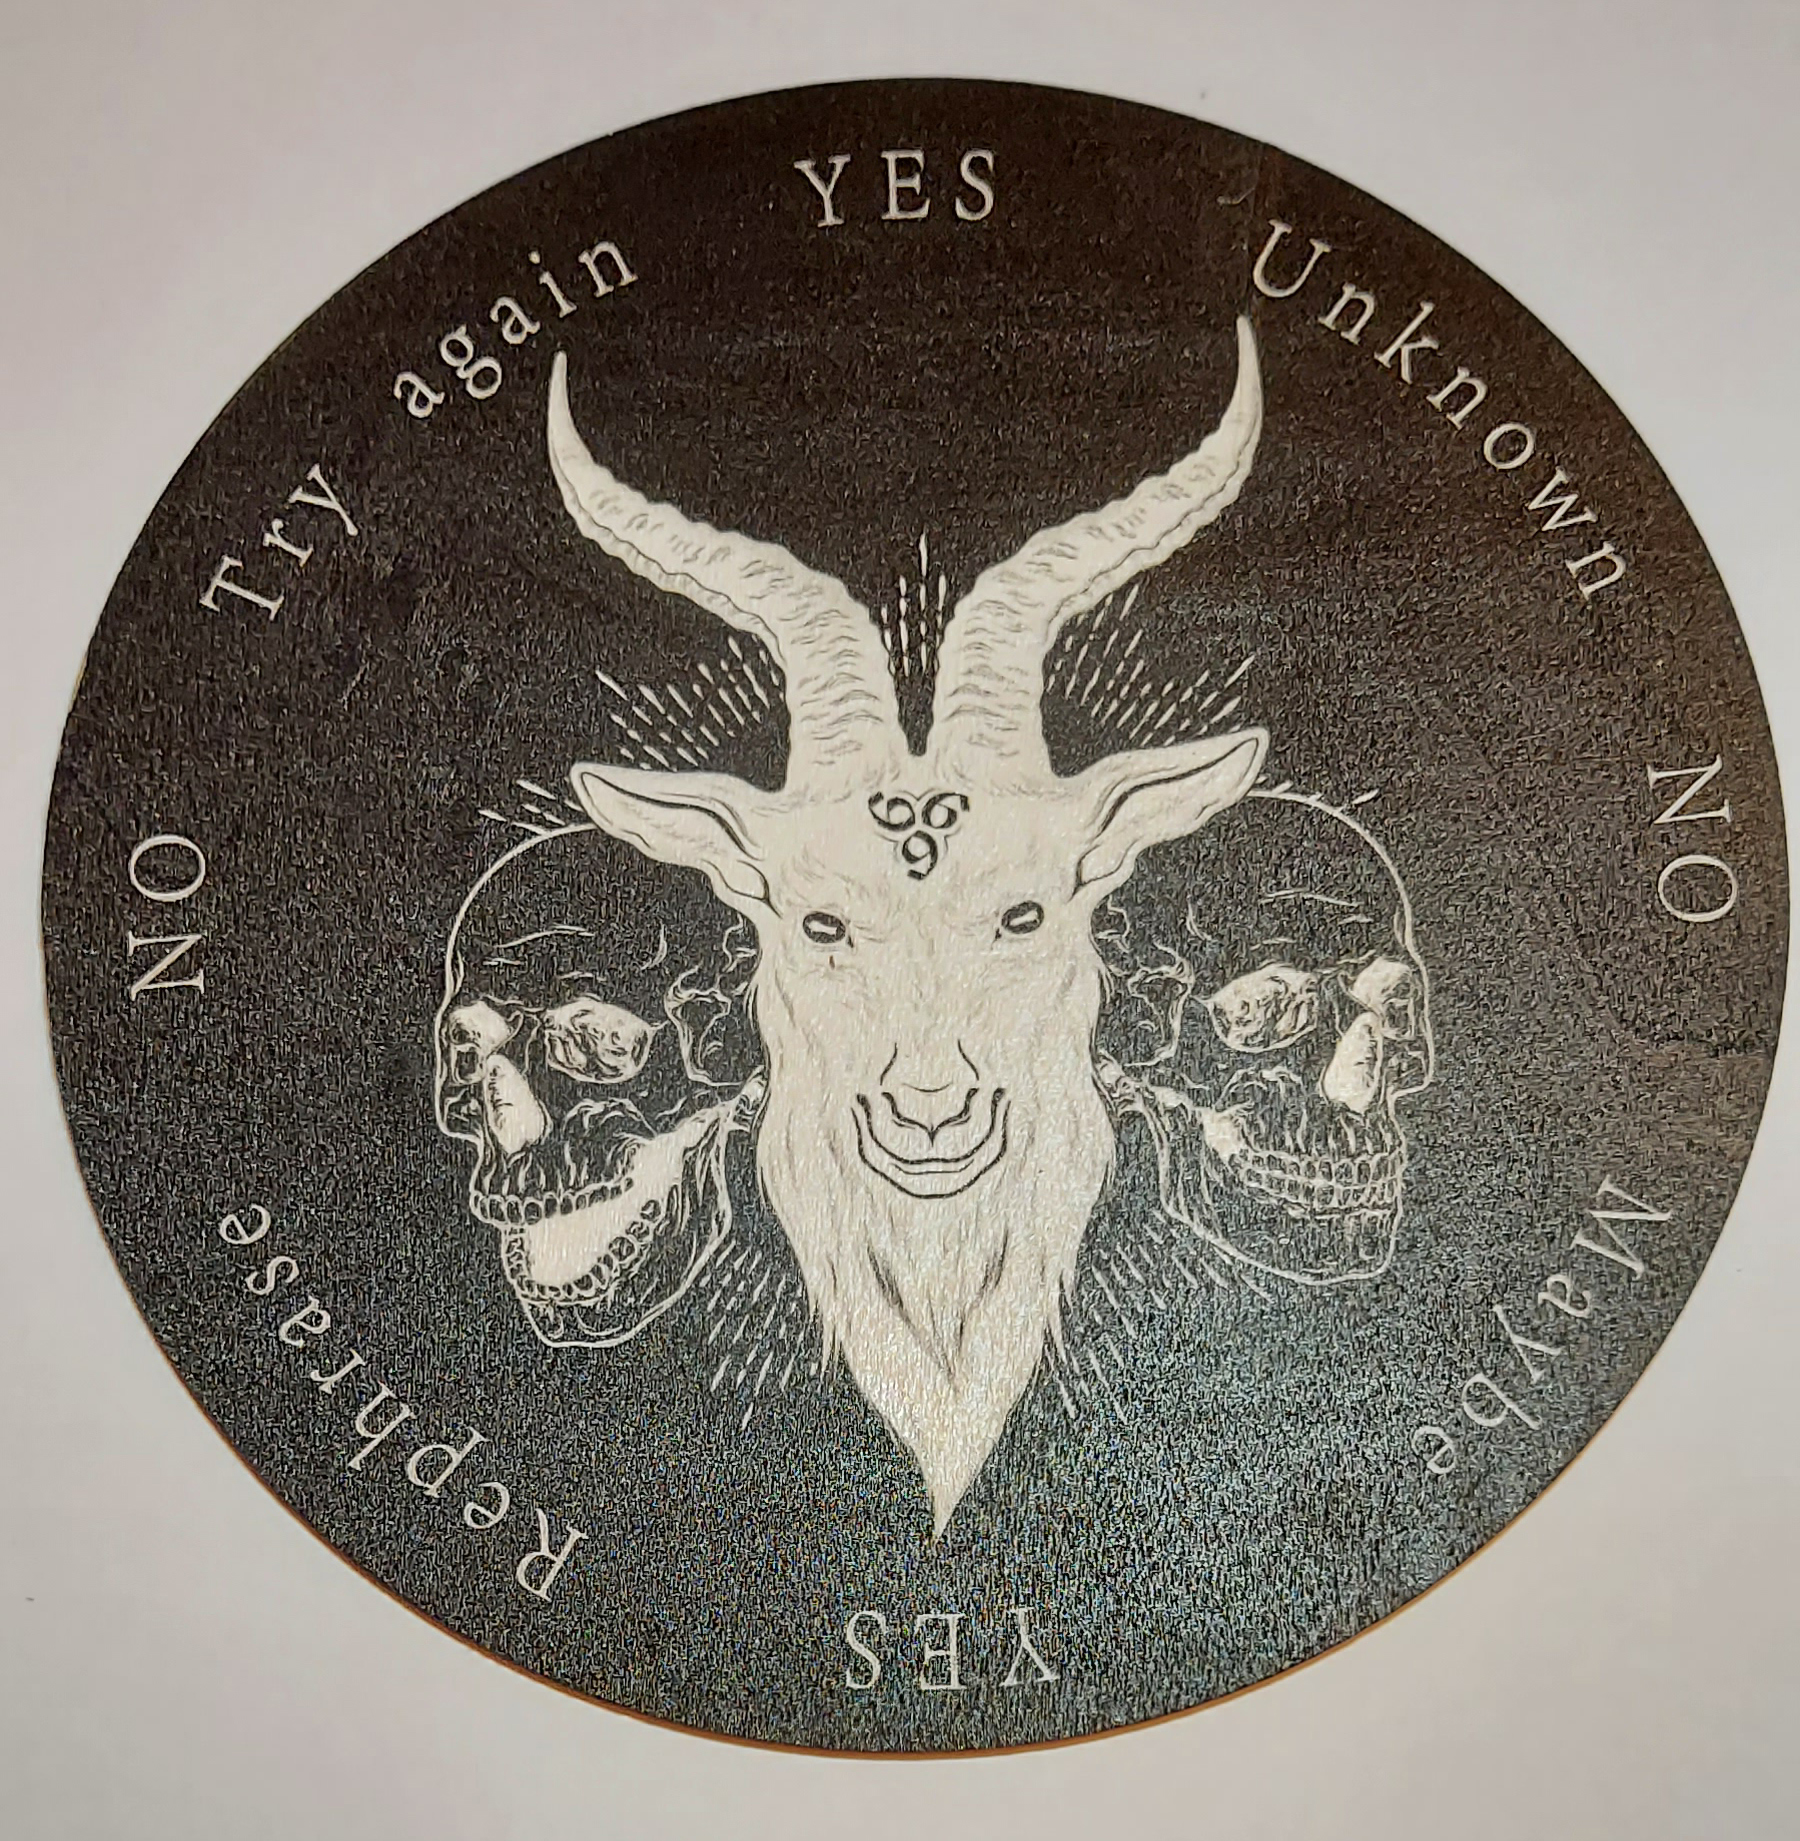 YES
Unknown
NO
Maybe
YES
Rephrase
NO
Try again
666